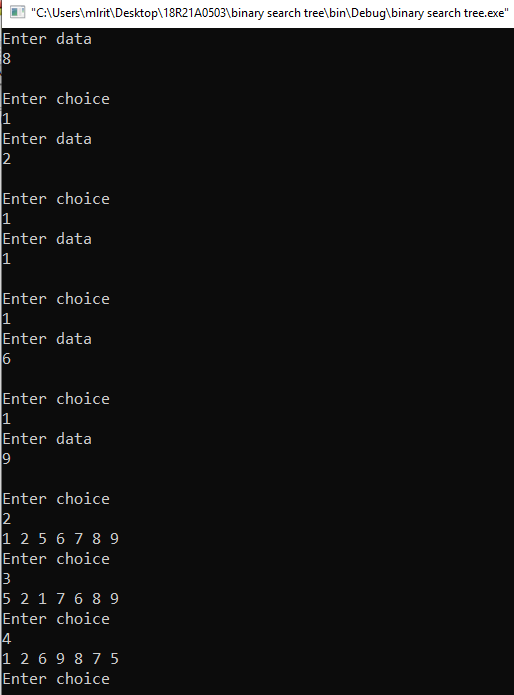 "C:\Users\mlrit\Desktop\18R21A0503\binary search tree\bin\Debug\binary search tree.exe"
Enter data
8
Enter choice
1
Enter data
2
Enter choice
1
Enter data
1
Enter choice
1
Enter data
6
Enter choice
1
Enter data
9
Enter choice
2
1 2 5 6 7 8 9
Enter choice
3
5 2 1 7 6 8 9
Enter choice
4
1 2 6 9 8 7 5
Enter choice